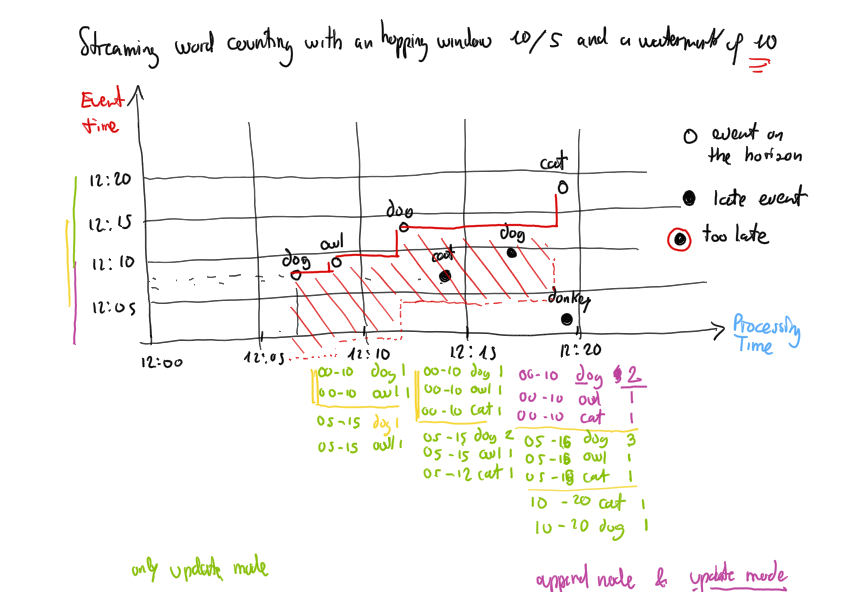 Streaming word counting with an hopping window 10/5 and a watermark of 10
Event
time
12:20
12:15
12:10
12:05
cat
dog
owl
dog
cat
dog
donkey
event on
the horizon
late event
too late
Processing
Time
12:00
12:05
12:10
12:15
12:20
00-10 dog 1
00-10 owl 1
05-15 dog 1
05-15 owl 1
00-10 dog 1
00-10 owl 1
00-10 cat 1
05-15 dog 2
05-15 owl 1
05-12 cat 1
00-10 dog 2
00-10 owl 1
00-10 cat 1
05-15 dog 3
05-15 owl 1
05-15 cat 1
10-20 cat 1
10-20 dog 1
only update mode
append mode & update mode